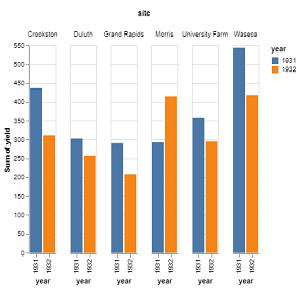 site
Crookston Duluth Grand Rapids Morris University Farm Waseca
year
1931
1932
550
500
450
400
350
300
250
200
150
100
50
0
Sum of yield
1931 1932 1931 1932 1931 1932 1931 1932 1931 1932 1931 1932
year year year year year year